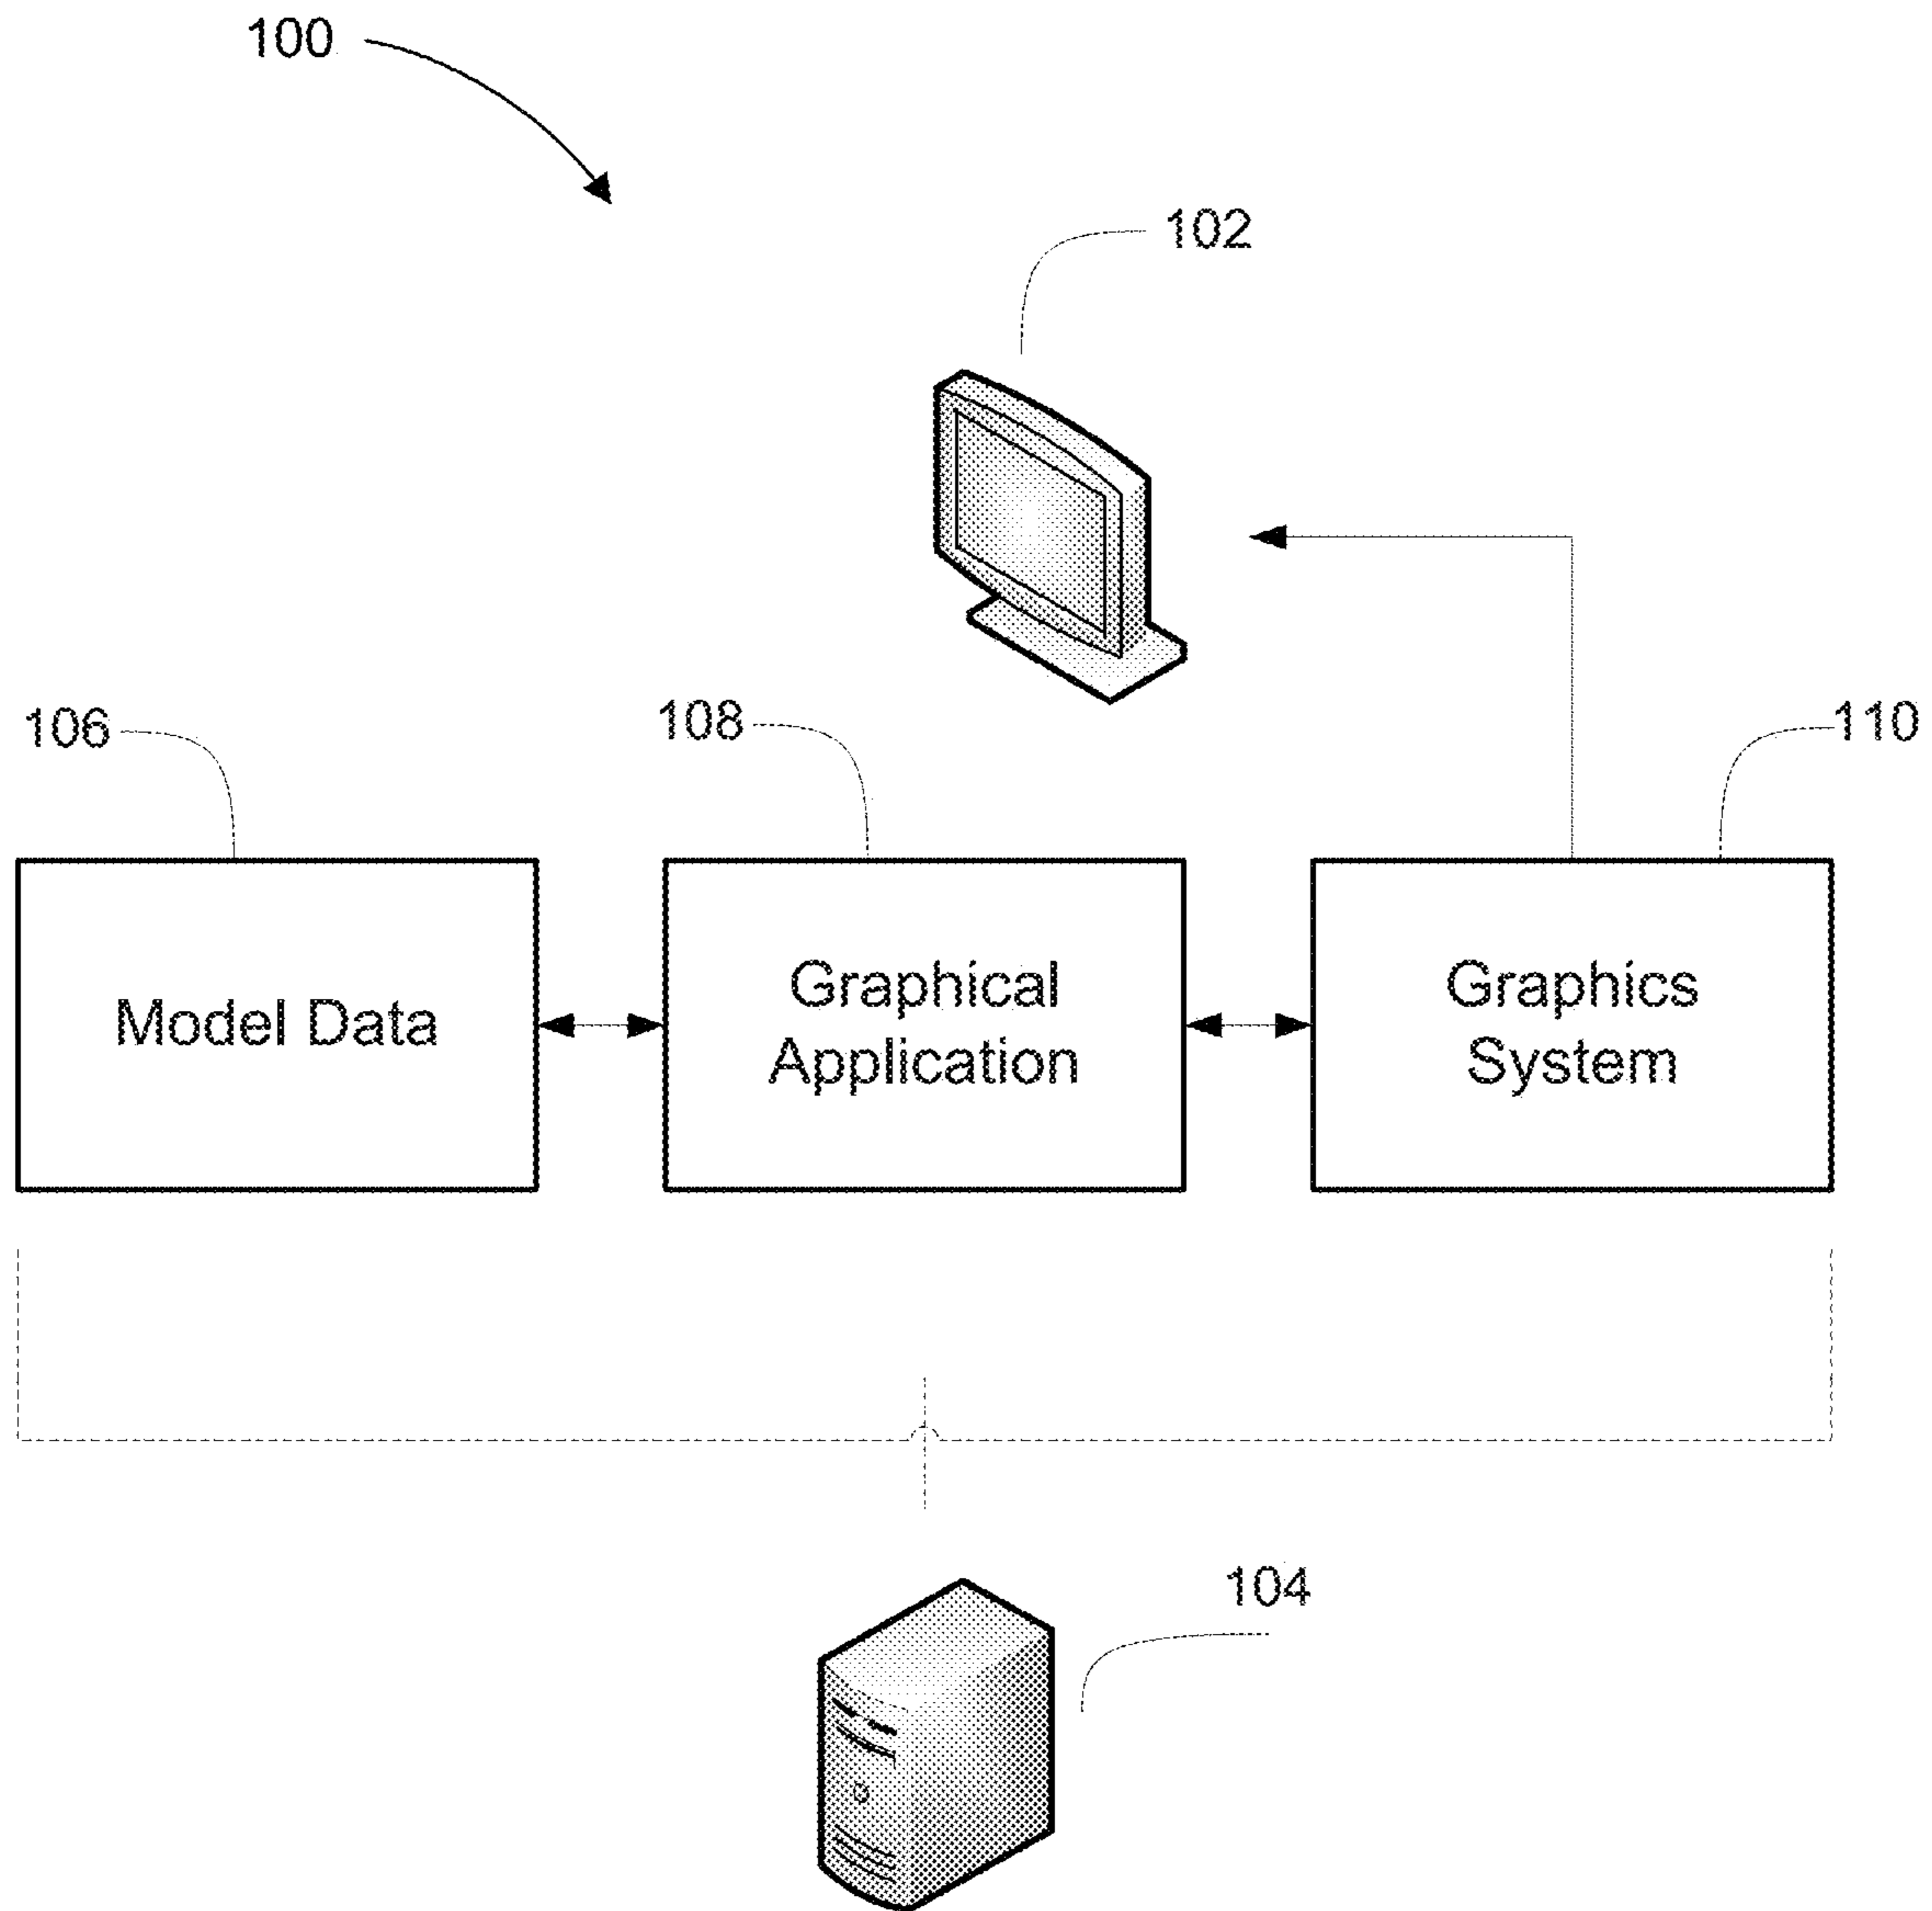 100
102
106
108
110
Model Data
Graphical
Application
Graphics
System
104